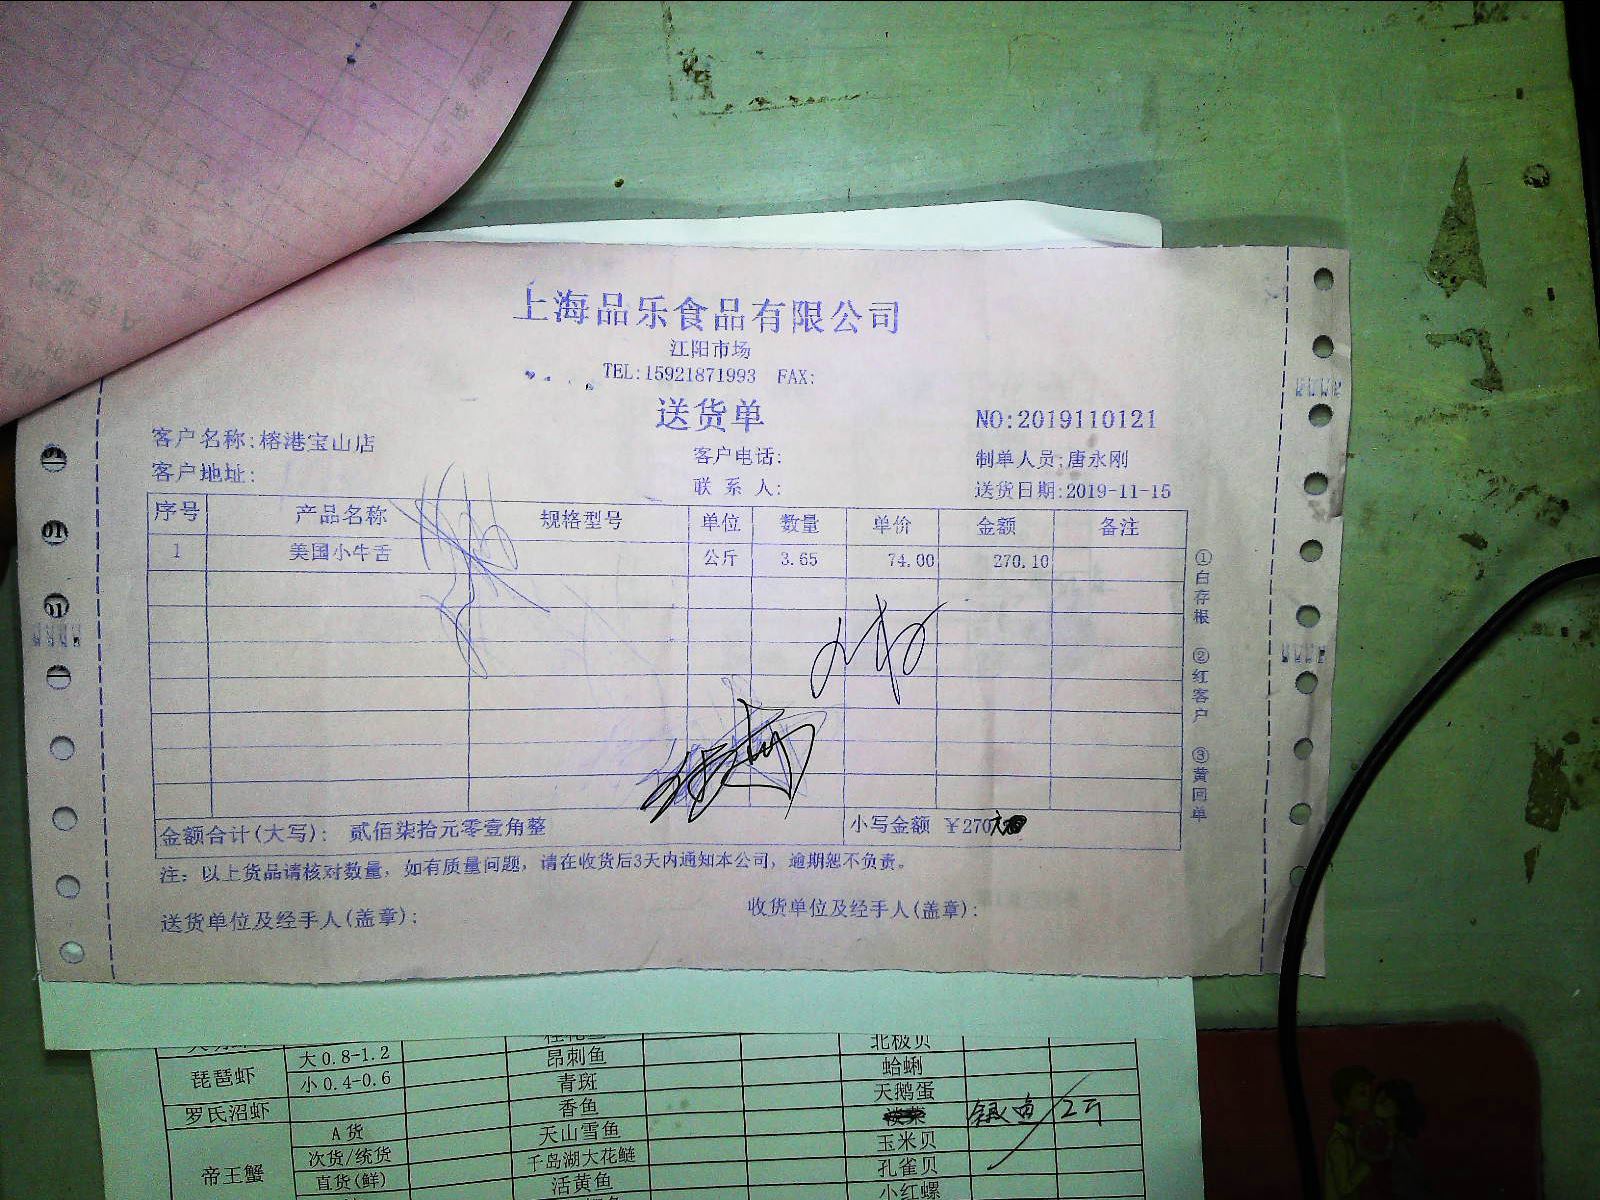 上海品乐食品有限公司
江阳市场
TEL:15921871993 FAX:
送货单
NO:2019110121
客户名称:榕港宝山店
客户电话:
制单人员:唐永刚
客户地址:
联 系 人:
送货日期:2019-11-15
序号 产品名称 规格型号 单位 数量 单价 金额 备注
1 美国小牛舌 公斤 3.65 74.00 270.10
①白存根 ②红客户 ③黄回单
金额合计(大写): 贰佰柒拾元零壹角整 小写金额 ￥270
注: 以上货品请核对数量, 如有质量问题, 请在收货后3天内通知本公司, 逾期恕不负责。
送货单位及经手人(盖章):
收货单位及经手人(盖章):
北极贝
琵琶虾 大0.8-1.2 昂刺鱼 蛤蜊
小0.4-0.6 青斑 天鹅蛋
罗氏沼虾 香鱼 银鱼 2斤
A货 天山雪鱼 玉米贝
帝王蟹 次货/统货 千岛湖大花鲢 孔雀贝
直货(鲜) 活黄鱼 小红螺